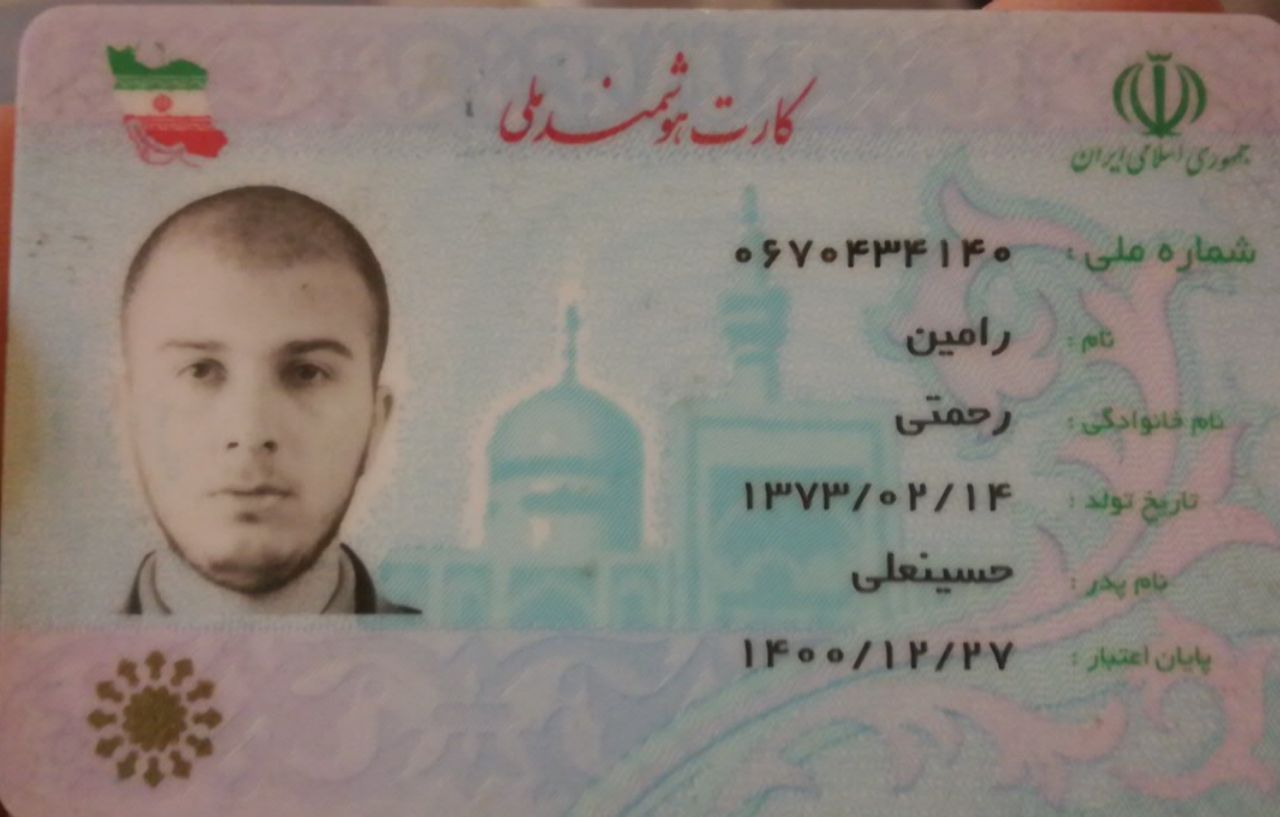 کارت هوشمند ملی
جمهوری اسلامی ایران
شماره ملی : ۰۶۷۰۴۳۴۱۴۰
نام : رامین
نام خانوادگی : رحمتی
تاریخ تولد : ۱۳۷۳/۰۲/۱۴
نام پدر : حسینعلی
پایان اعتبار : ۱۴۰۰/۱۲/۲۷